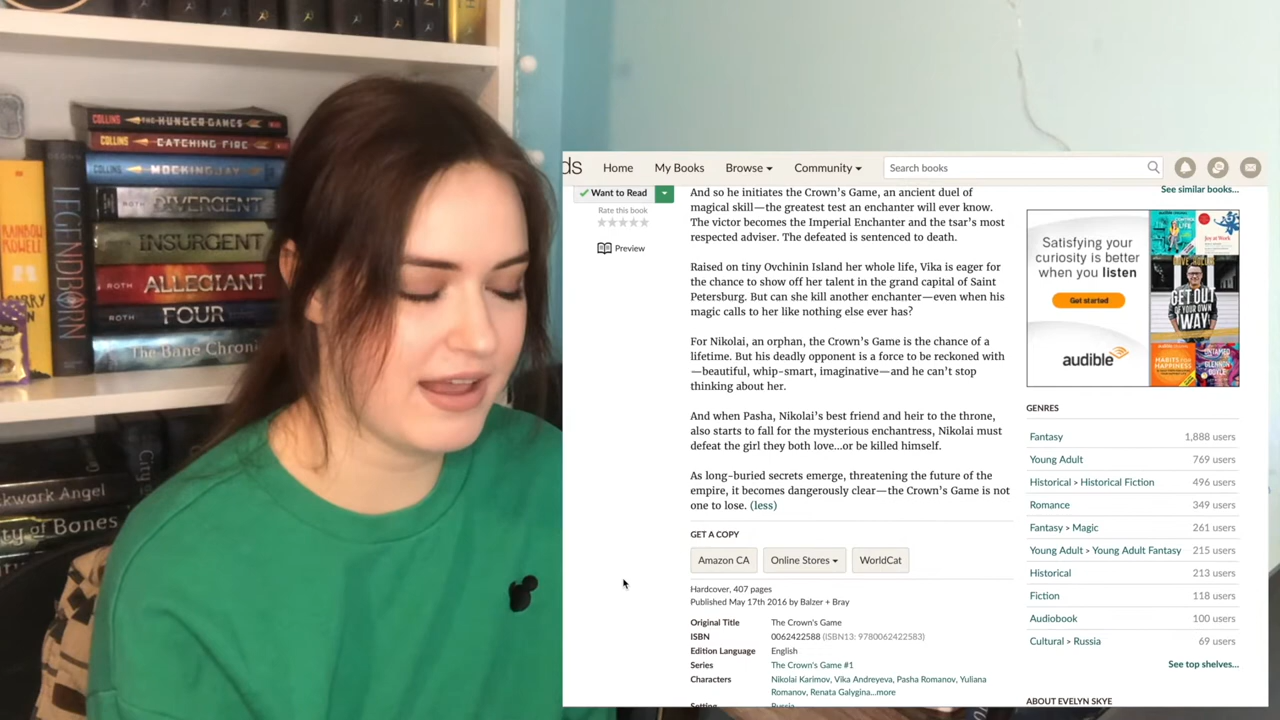 COLLINS THE HUNGER GAMES
COLLINS CATCHING FIRE
COLLINS
DIVERGENT
INSURGENT
ROTH ALLEGIANT
ROTH FOUR
The Bane Chroni
RAINBOW
ROWELL
LEGENDBORN
City
ckwork Angel
ty of Bones
ds
Home
My Books
Browse
Community
Search books
Want to Read
Rate this book
Preview
And so he initiates the Crown's Game, an ancient duel of
magical skill—the greatest test an enchanter will ever know.
The victor becomes the Imperial Enchanter and the tsar's most
respected adviser. The defeated is sentenced to death.
Raised on tiny Ovchinin Island her whole life, Vika is eager for
the chance to show off her talent in the grand capital of Saint
Petersburg. But can she kill another enchanter—even when his
magic calls to her like nothing else ever has?
For Nikolai, an orphan, the Crown's Game is the chance of a
lifetime. But his deadly opponent is a force to be reckoned with
—beautiful, whip-smart, imaginative—and he can't stop
thinking about her.
And when Pasha, Nikolai's best friend and heir to the throne,
also starts to fall for the mysterious enchantress, Nikolai must
defeat the girl they both love...or be killed himself.
As long-buried secrets emerge, threatening the future of the
empire, it becomes dangerously clear—the Crown's Game is not
one to lose. (less)
GET A COPY
Amazon CA
Online Stores
WorldCat
Hardcover, 407 pages
Published May 17th 2016 by Balzer + Bray
Original Title The Crown's Game
ISBN 0062422588 (ISBN13: 9780062422583)
Edition Language English
Series The Crown's Game #1
Characters Nikolai Karimov, Vika Andreyeva, Pasha Romanov, Yuliana
Romanov, Renata Galygina...more
Setting Russia
See similar books...
Satisfying your
curiosity is better
when you listen
Get started
audible
GET OUT
OF YOUR OWN
WAY
GENRES
Fantasy 1,888 users
Young Adult 769 users
Historical > Historical Fiction 496 users
Romance 349 users
Fantasy > Magic 261 users
Young Adult > Young Adult Fantasy 215 users
Historical 213 users
Fiction 118 users
Audiobook 100 users
Cultural > Russia 69 users
See top shelves...
ABOUT EVELYN SKYE